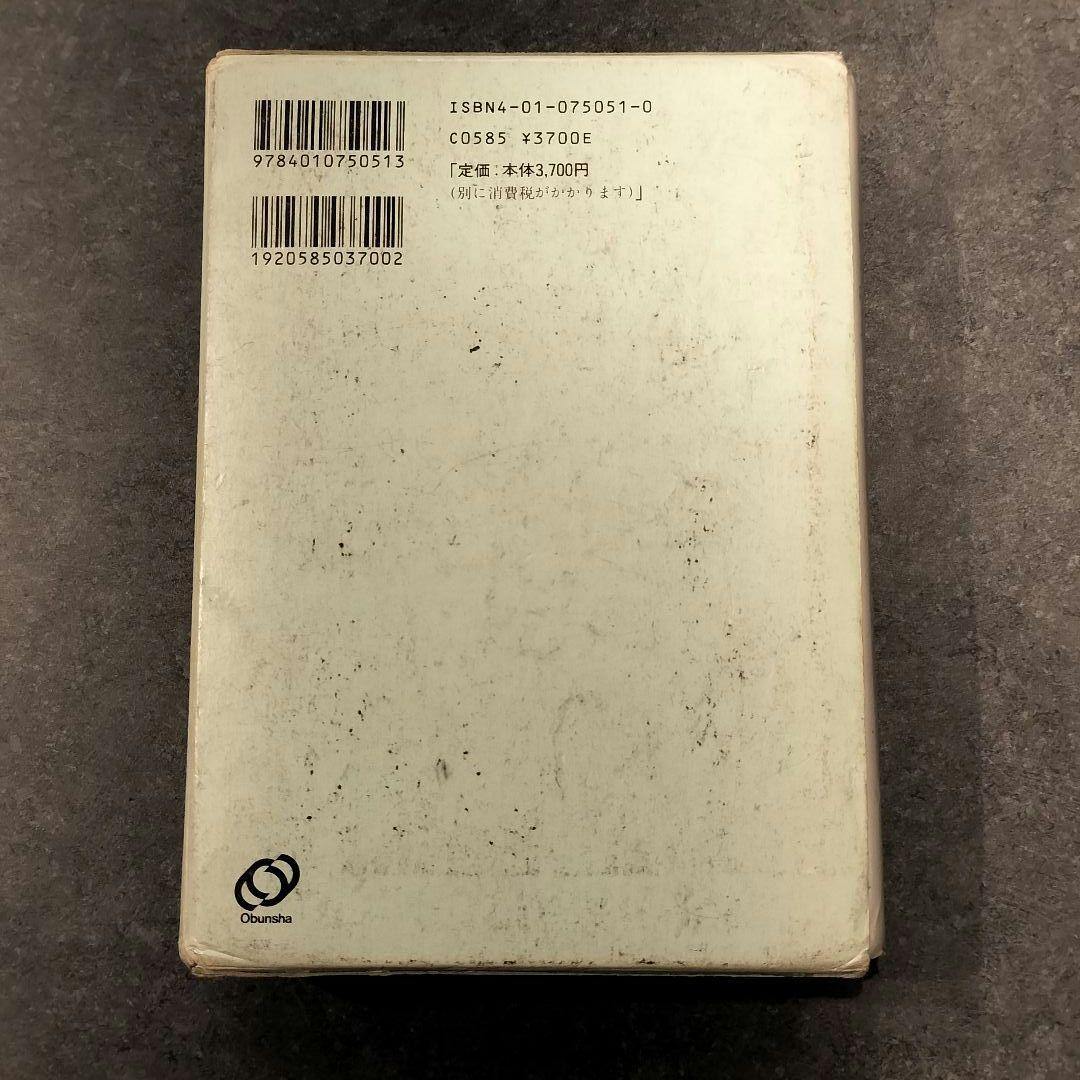 9784010750513
1920585037002
ISBN4-01-075051-0
C0585 ¥3700E
「定価:本体3,700円
(別に消費税がかかります)」
Obunsha